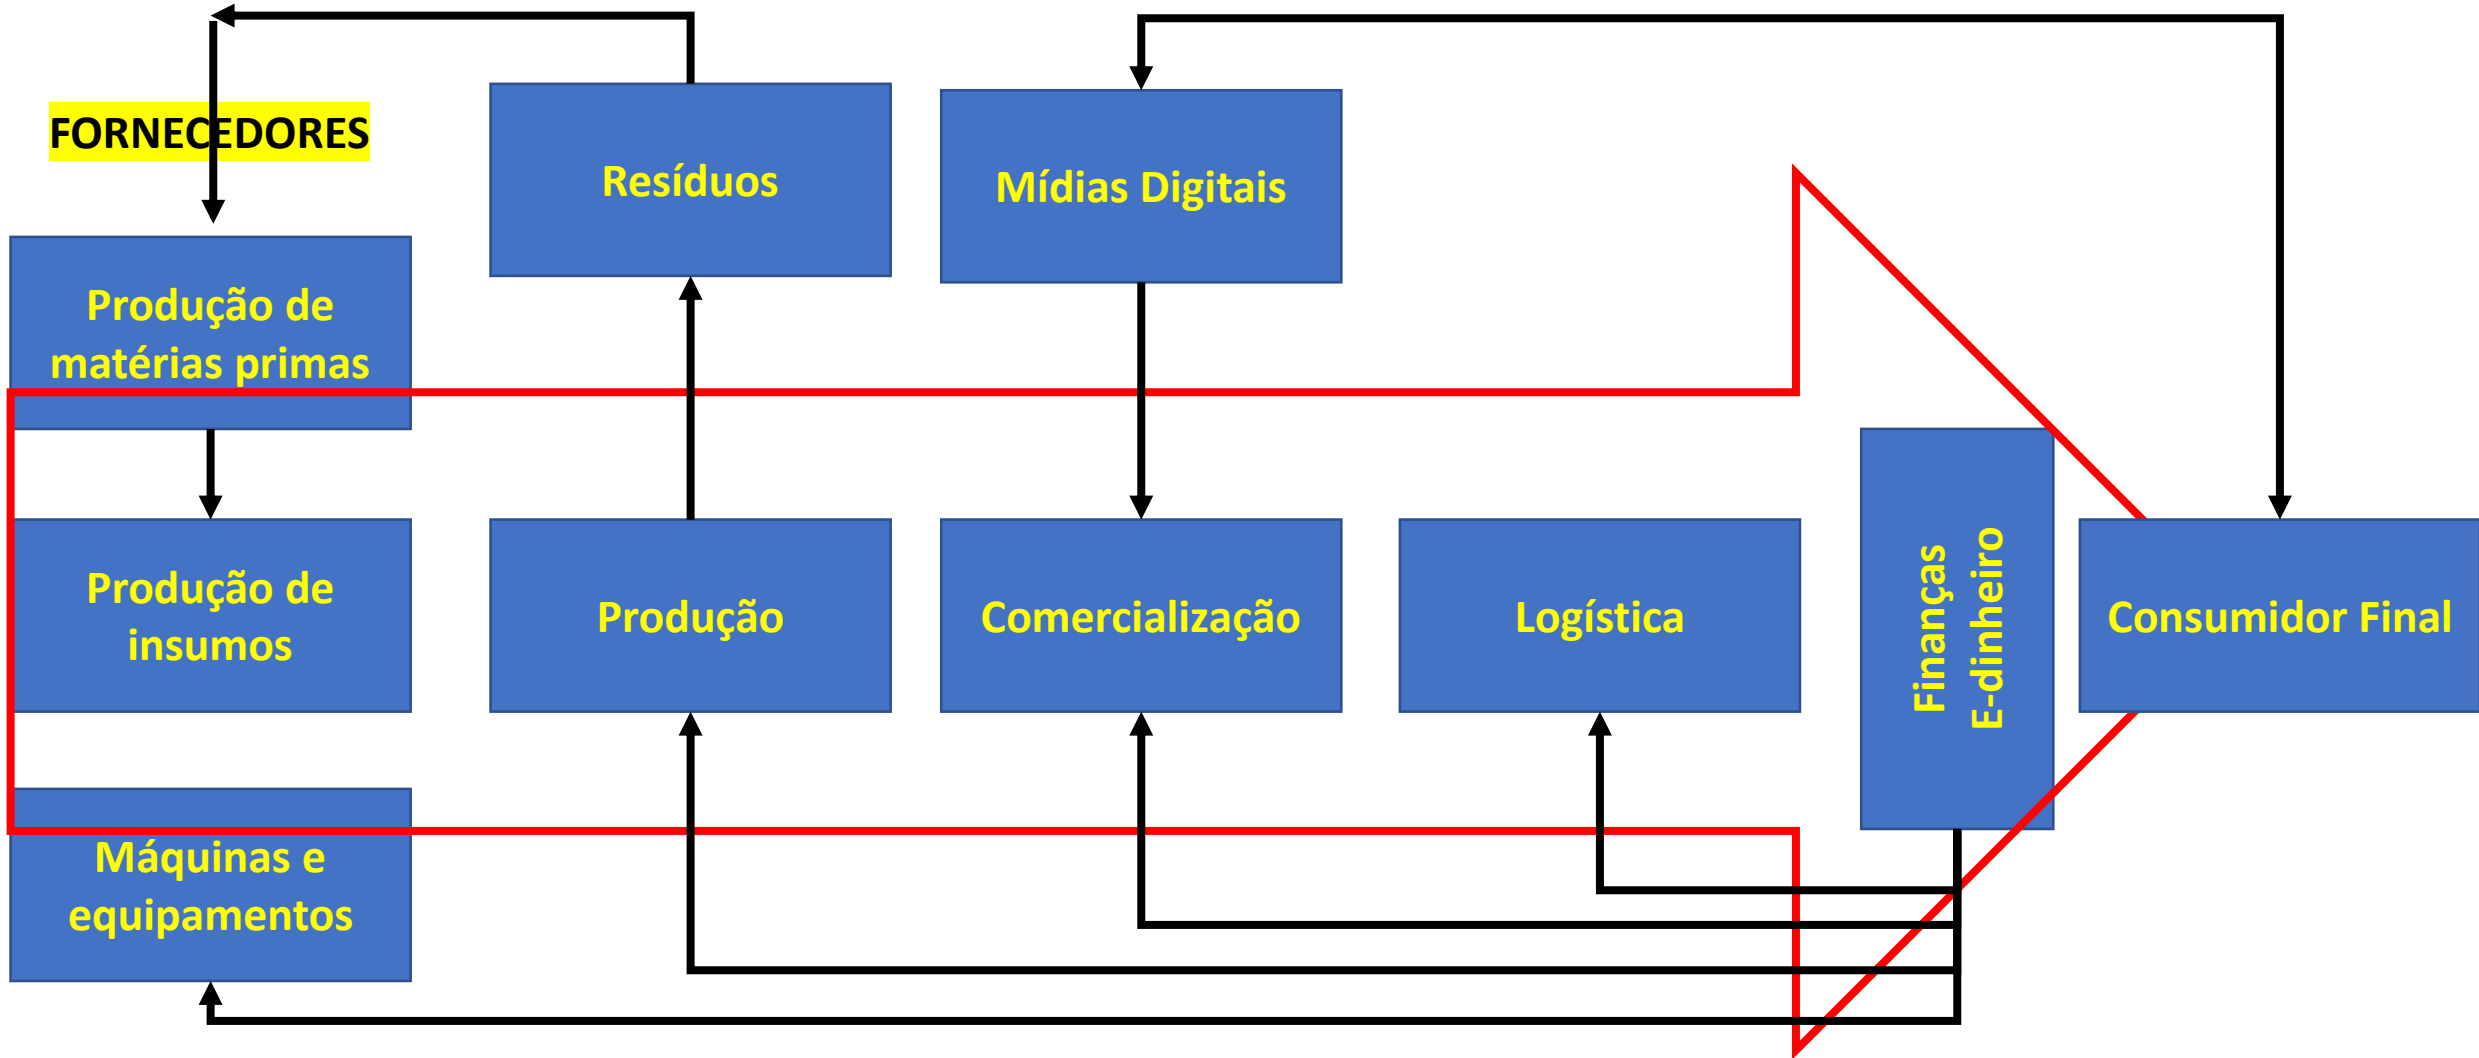 FORNECEDORES
Resíduos
Mídias Digitais
Produção de
matérias primas
Produção de
insumos
Produção
Comercialização
Logística
Finanças
E-dinheiro
Consumidor Final
Máquinas e
equipamentos